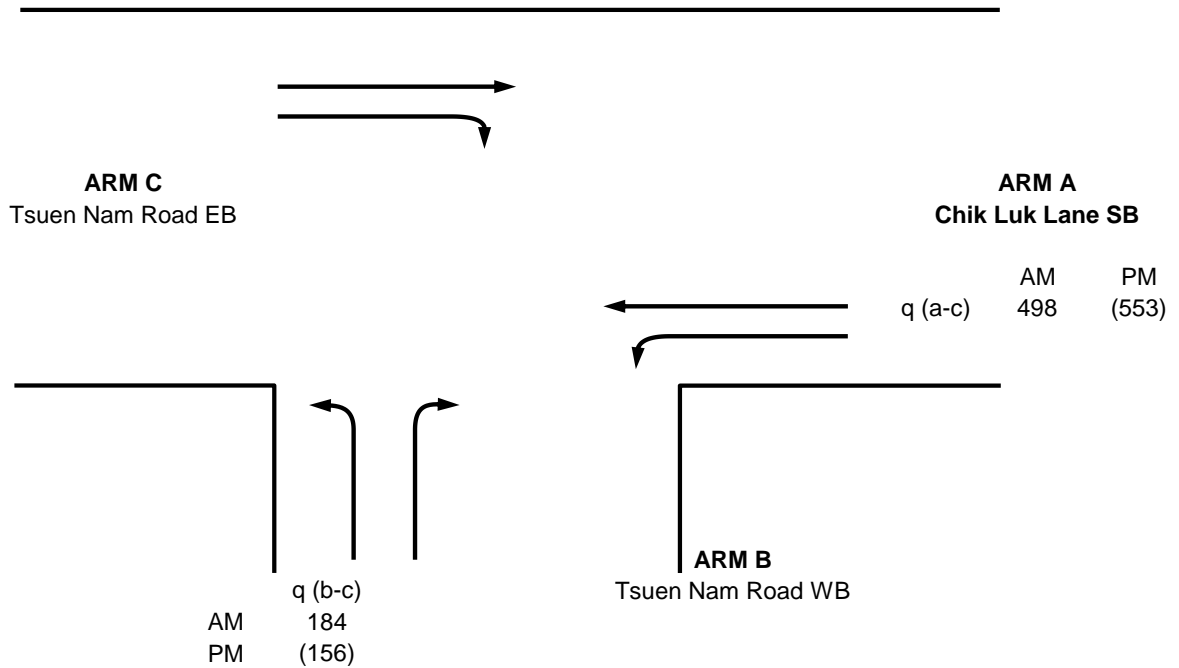 ARM C
Tsuen Nam Road EB
ARM A
Chik Luk Lane SB
AM PM
q (a-c) 498 (553)
ARM B
Tsuen Nam Road WB
q (b-c)
AM 184
PM (156)